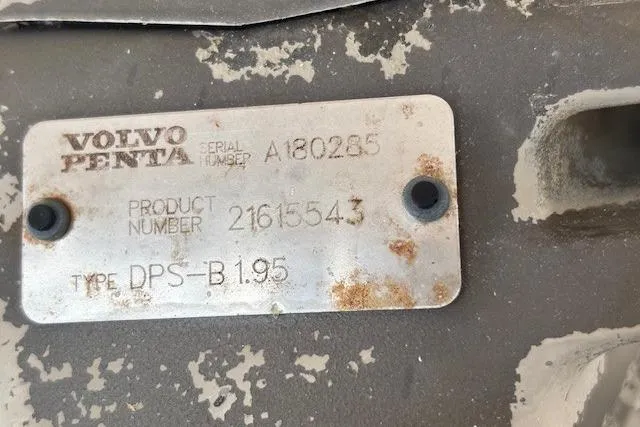 VOLVO
PENTA
SERIAL
NUMBER
A180285
PRODUCT
NUMBER
21615543
TYPE DPS-B 1.95